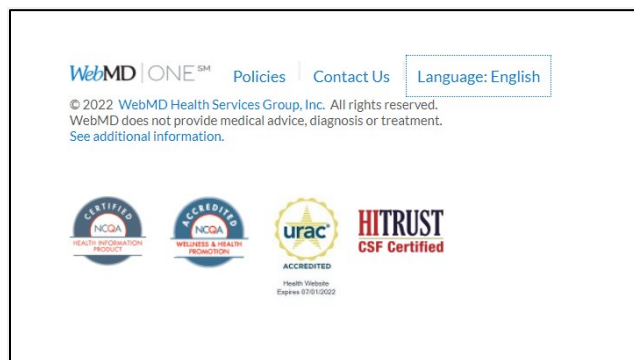 WebMD ONE SM Policies Contact Us Language: English
© 2022 WebMD Health Services Group, Inc. All rights reserved.
WebMD does not provide medical advice, diagnosis or treatment.
See additional information.
CERTIFIED
NCQA
HEALTH INFORMATION
PRODUCT
ACCREDITED
NCQA
WELLNESS & HEALTH
PROMOTION
urac
ACCREDITED
Health Website
Expires 07/01/2022
HITRUST
CSF Certified